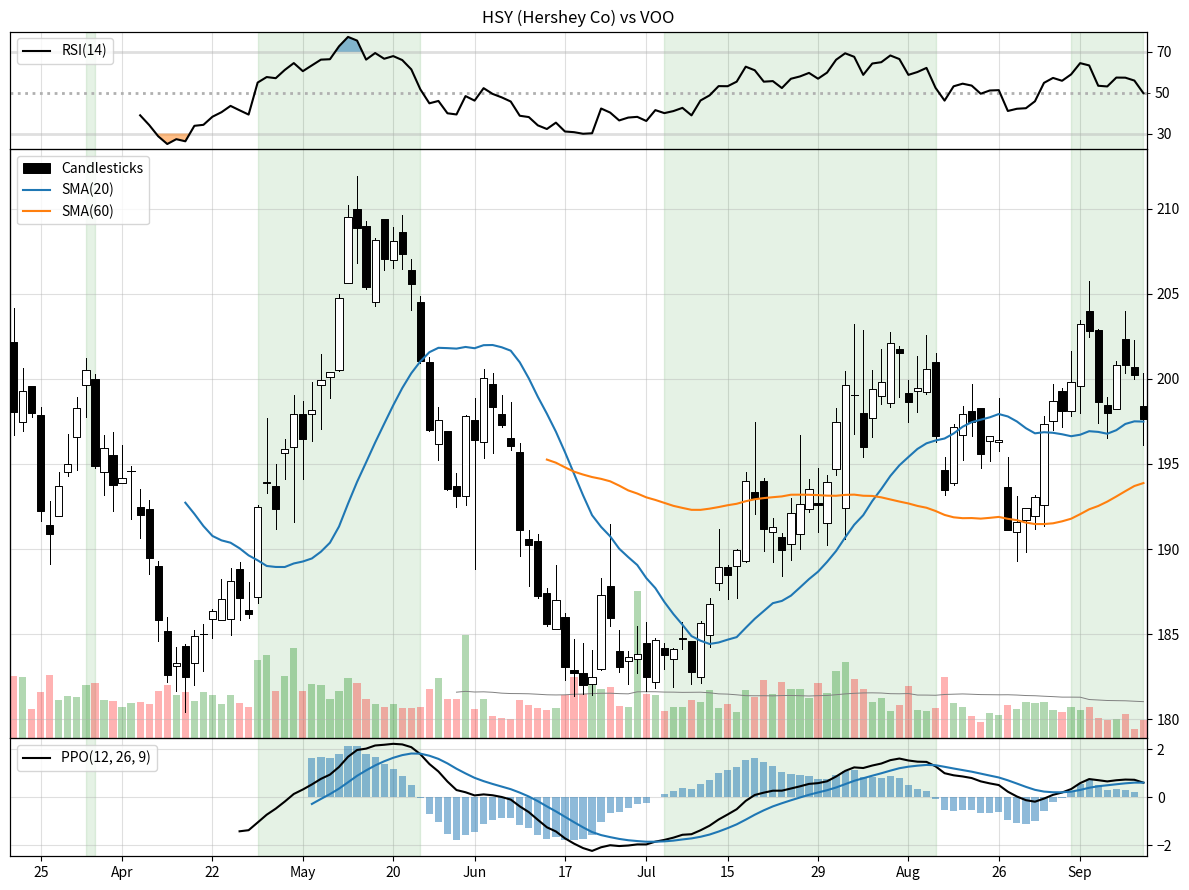 HSY (Hershey Co) vs VOO
RSI(14)
70
50
30
Candlesticks
SMA(20)
SMA(60)
210
205
200
195
190
185
180
PPO(12, 26, 9)
2
0
−2
25 Apr 22 May 20 Jun 17 Jul 15 29 Aug 26 Sep